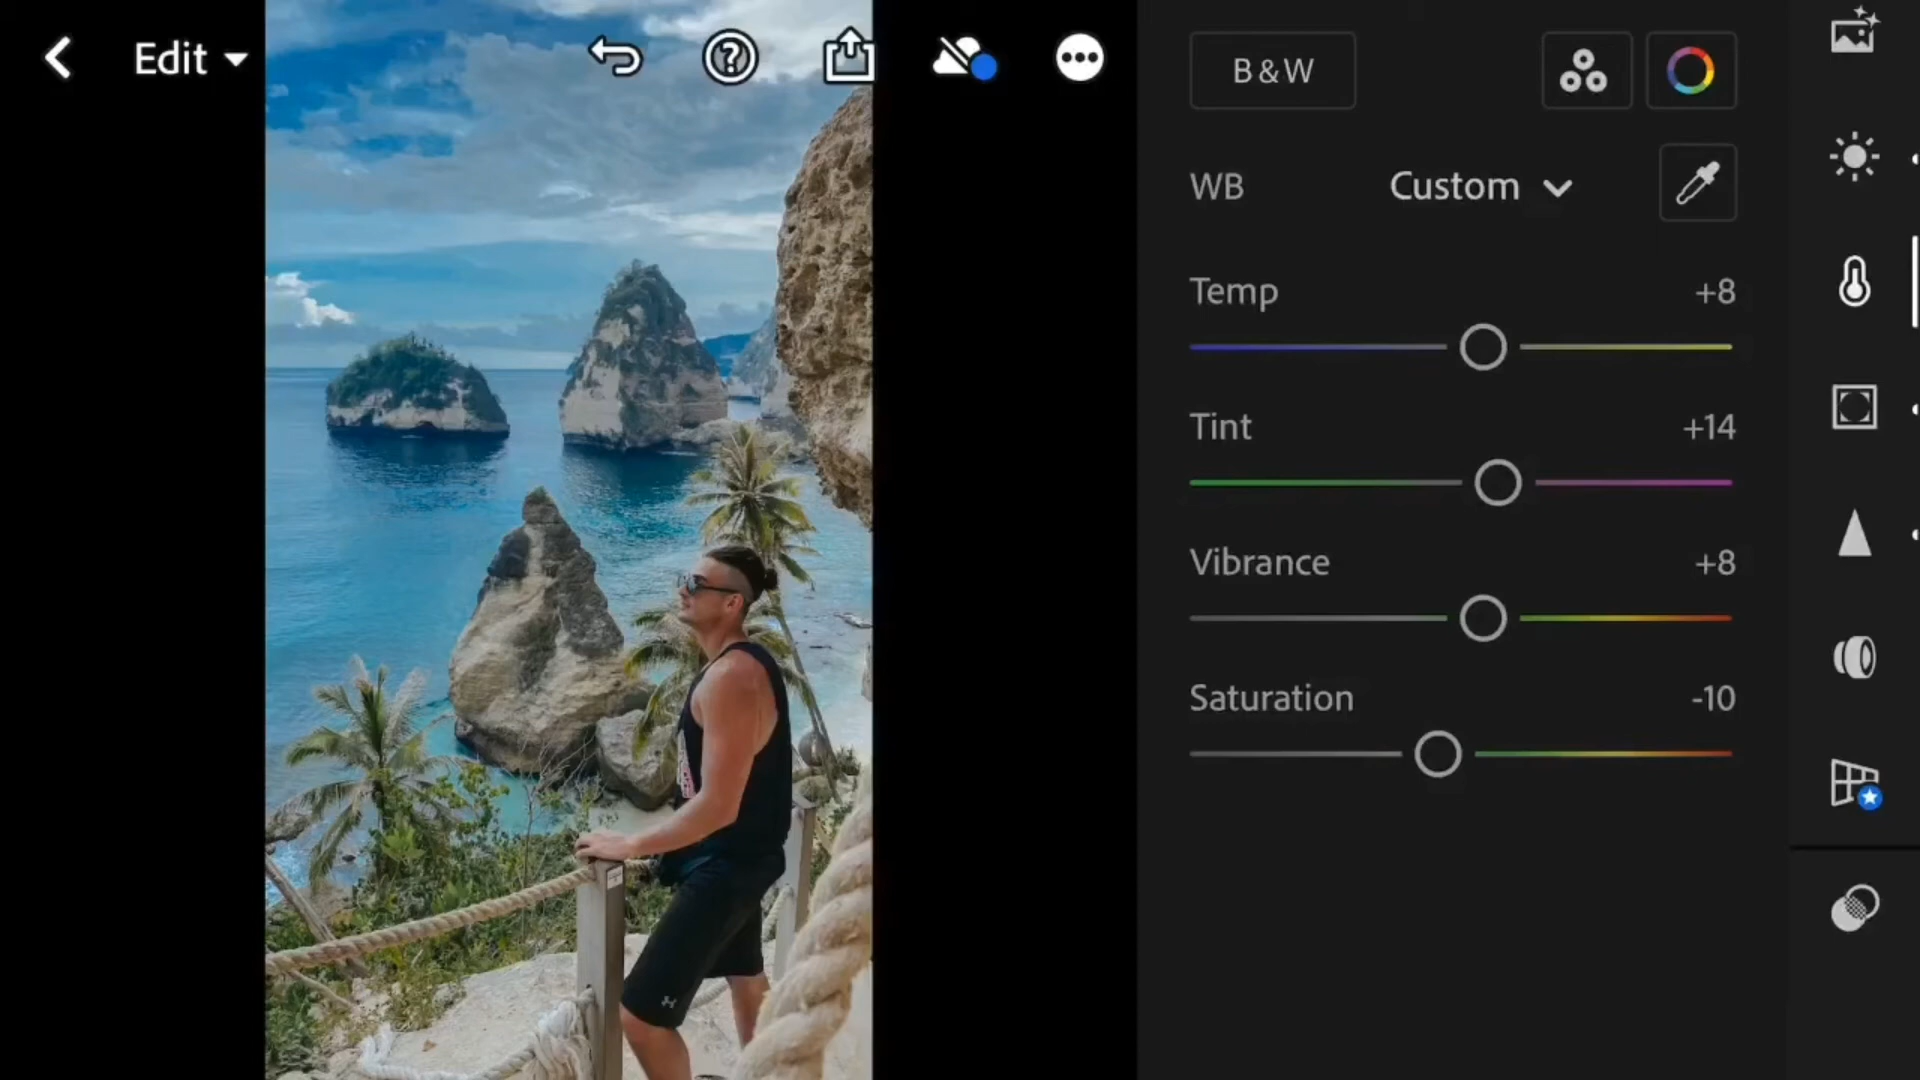 Edit
B&W
WB Custom
Temp +8
Tint +14
Vibrance +8
Saturation -10